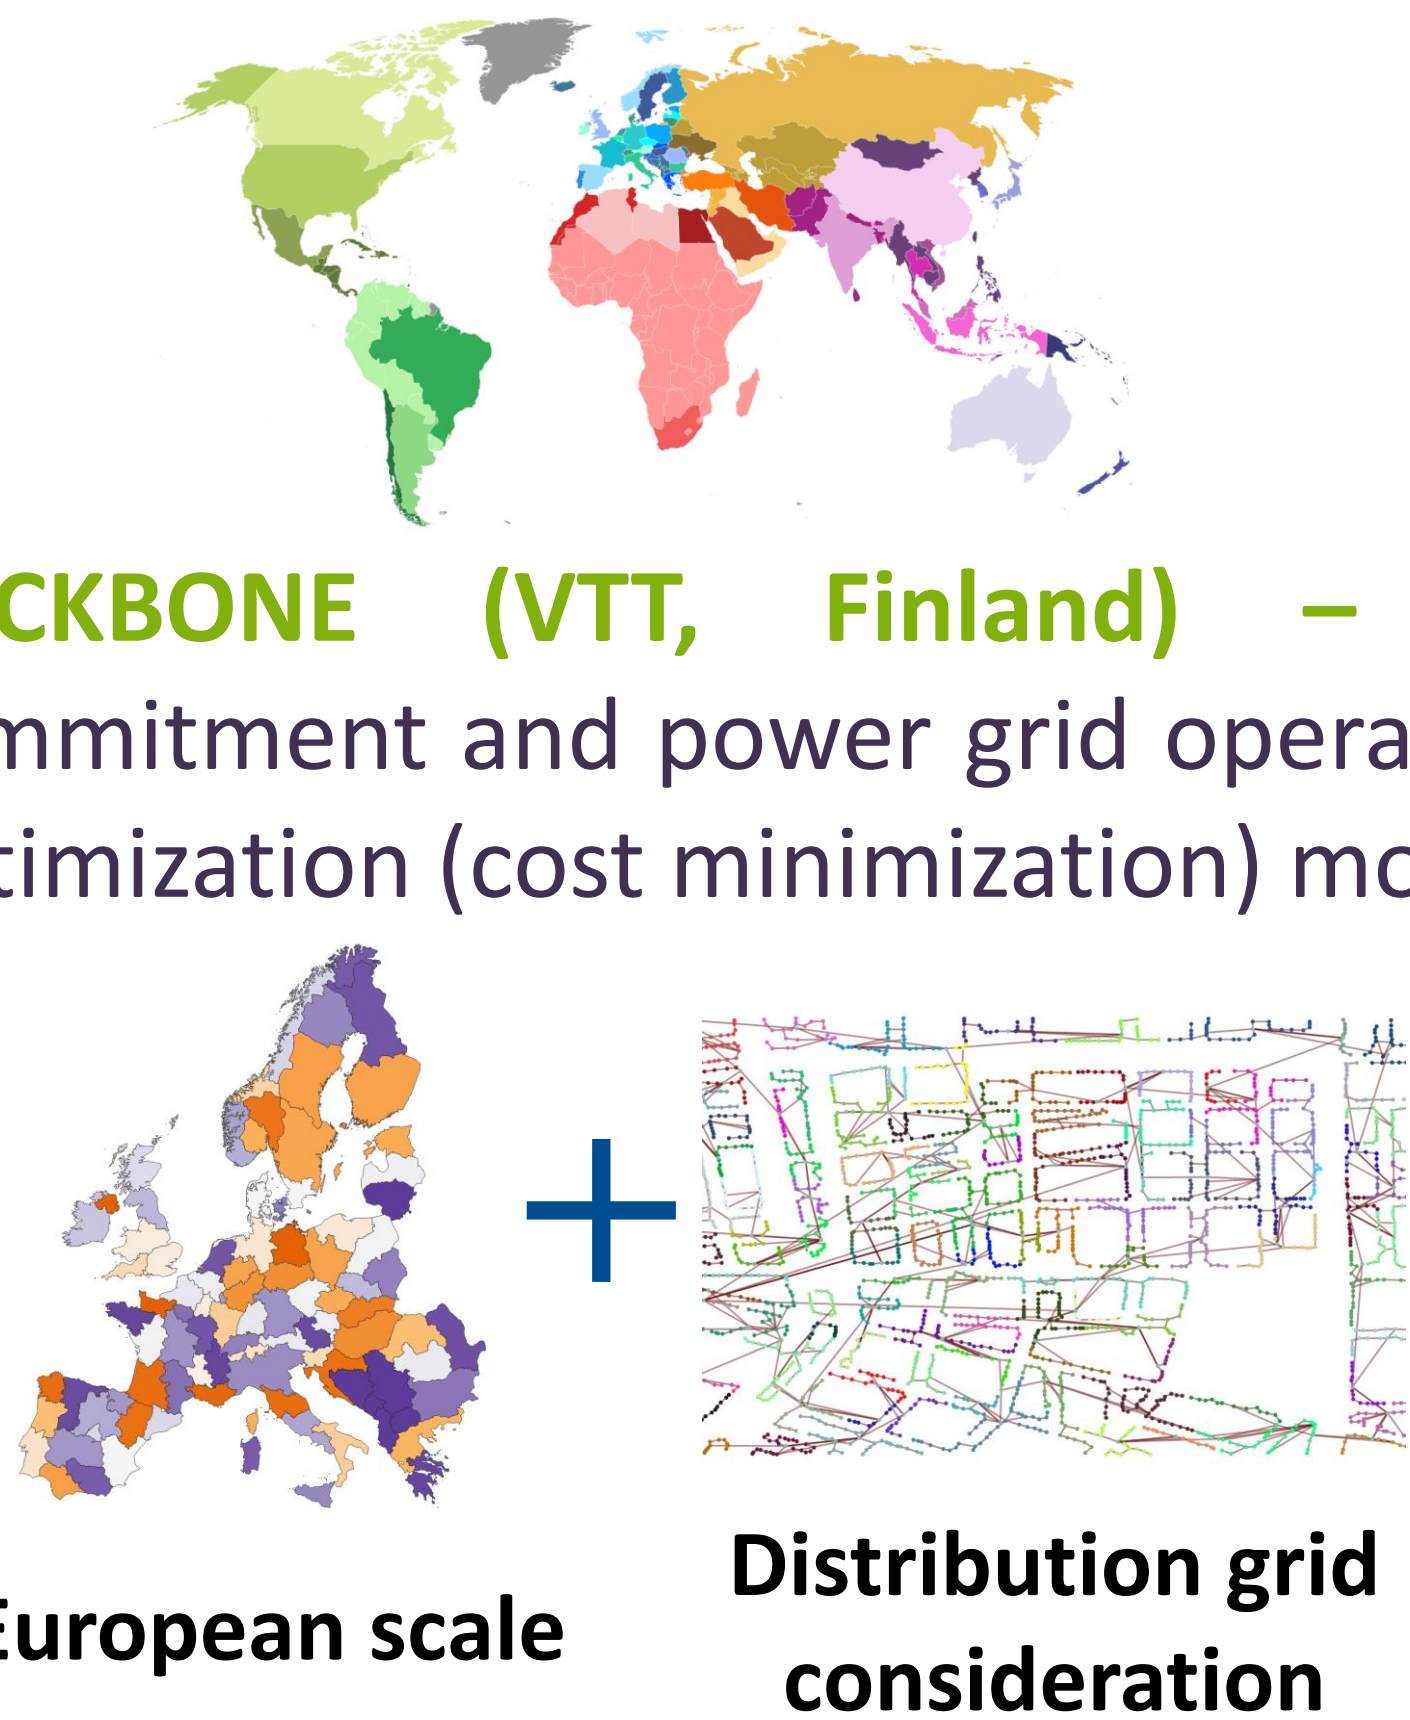 CKBONE (VTT, Finland) –
mmitment and power grid opera
timization (cost minimization) mo
European scale
Distribution grid
consideration